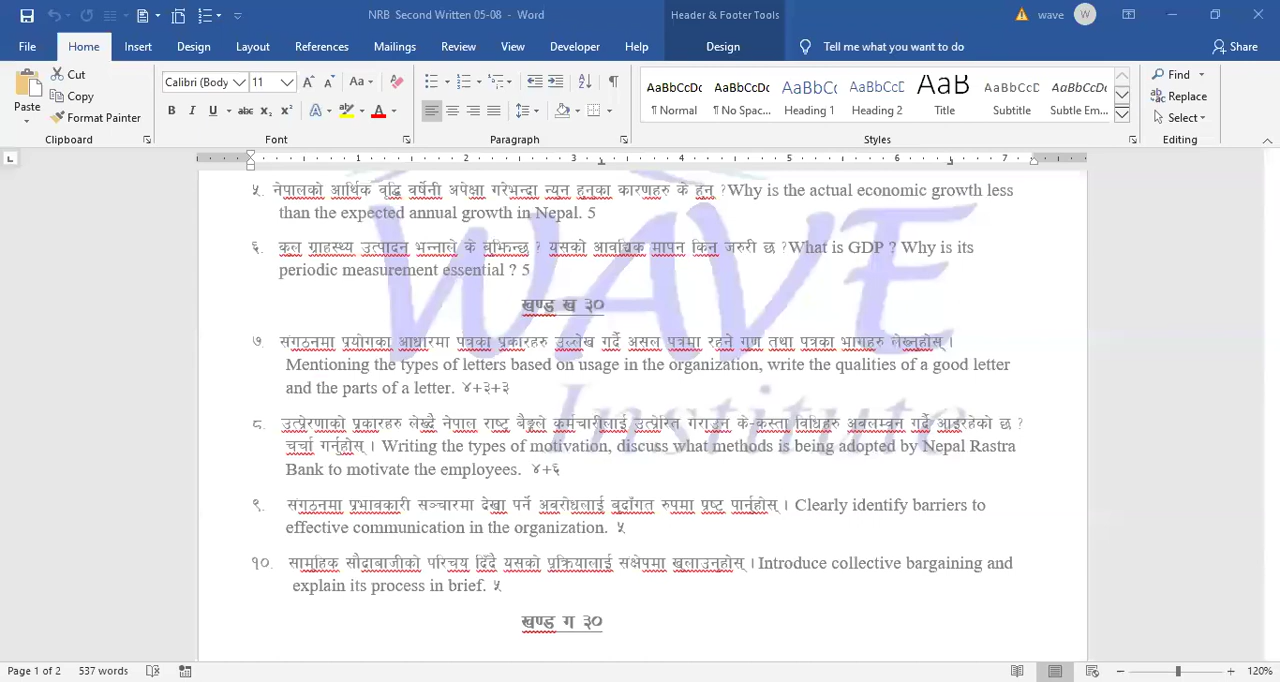 NRB Second Written 05-08 - Word
Header & Footer Tools
wave
W
File
Home
Insert
Design
Layout
References
Mailings
Review
View
Developer
Help
Design
Tell me what you want to do
Share
Paste
Cut
Copy
Format Painter
Clipboard
Calibri (Body
11
Font
Paragraph
AaBbCcDc
¶ Normal
AaBbCcDc
¶ No Spac...
AaBbCc
Heading 1
AaBbCcD
Heading 2
AaB
Title
AaBbCcD
Subtitle
AaBbCcDc
Subtle Em...
Styles
Find
Replace
Select
Editing
1 2 3 4 5 6 7
५. नेपालको आर्थिक वृद्धि वर्षेनी अपेक्षा गरेभन्दा न्युन हुनुका कारणहरु के हुन् ?Why is the actual economic growth less
than the expected annual growth in Nepal. 5
६. कुल ग्राहस्थ्य उत्पादन भन्नाले के बुझिन्छ ? यसको आवधिक मापन किन जरुरी छ ?What is GDP ? Why is its
periodic measurement essential ? 5
खण्ड ख ३०
७. संगठनमा प्रयोगका आधारमा पत्रका प्रकारहरु उल्लेख गर्दै असल पत्रमा रहने गुण तथा पत्रका भागहरु लेख्नुहोस् ।
Mentioning the types of letters based on usage in the organization, write the qualities of a good letter
and the parts of a letter. ४+३+३
८. उत्प्रेरणाको प्रकारहरु लेख्दै नेपाल राष्ट्र बैङ्कले कर्मचारीलाई उत्प्रेरित गराउन के-कस्ता विधिहरु अबलम्वन गर्दै आइरहेको छ ?
चर्चा गर्नुहोस् । Writing the types of motivation, discuss what methods is being adopted by Nepal Rastra
Bank to motivate the employees. ४+६
९. संगठनमा प्रभावकारी सञ्चारमा देखा पर्ने अवरोधलाई बुदाँगत रुपमा प्रष्ट पार्नुहोस् । Clearly identify barriers to
effective communication in the organization. ५
१०. सामुहिक सौदाबाजीको परिचय दिँदै यसको प्रक्रियालाई संक्षेपमा खुलाउनुहोस् । Introduce collective bargaining and
explain its process in brief. ५
खण्ड ग ३०
WAVE
Institute
Page 1 of 2
537 words
120%